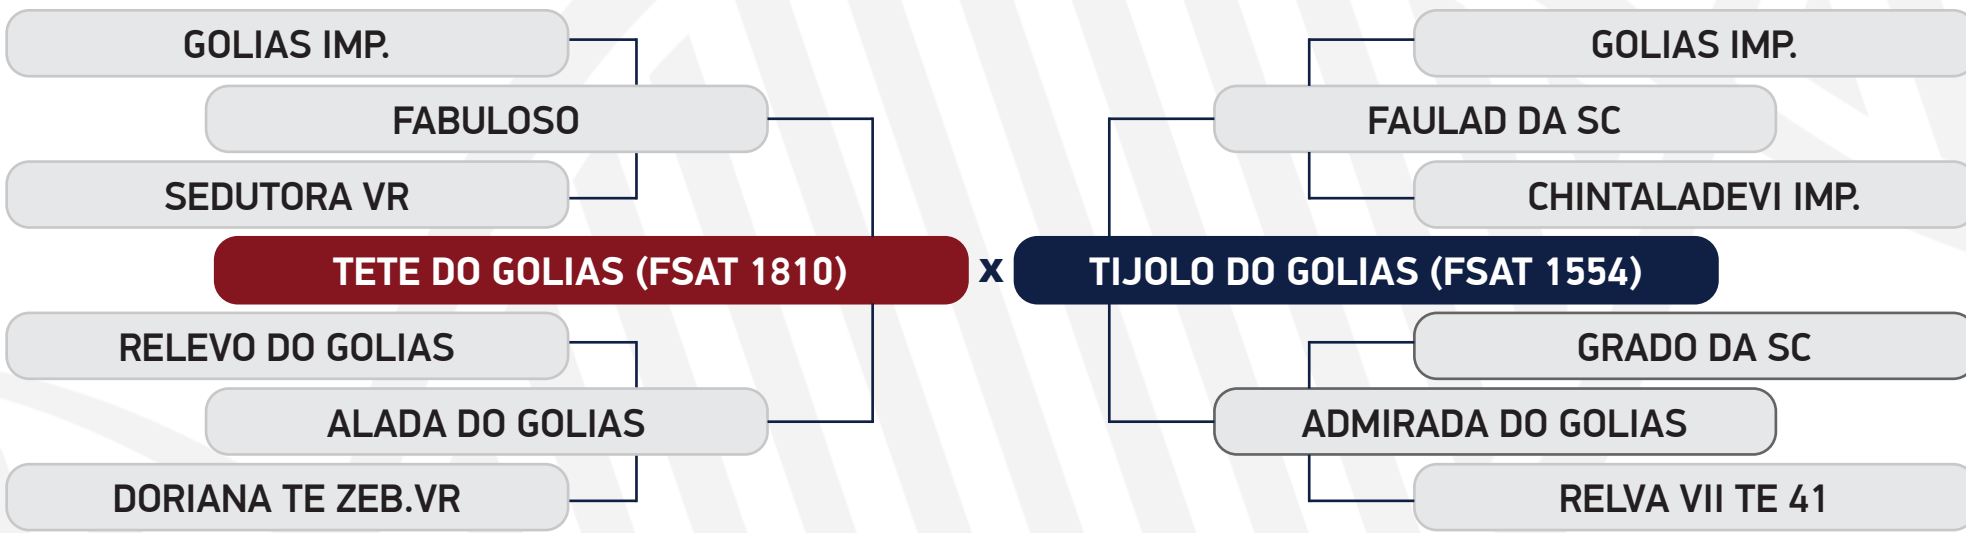 GOLIAS IMP.
GOLIAS IMP.
FABULOSO
FAULAD DA SC
SEDUTORA VR
CHINTALADEVI IMP.
TETE DO GOLIAS (FSAT 1810) x TIJOLO DO GOLIAS (FSAT 1554)
RELEVO DO GOLIAS
GRADO DA SC
ALADA DO GOLIAS
ADMIRADA DO GOLIAS
DORIANA TE ZEB.VR
RELVA VII TE 41